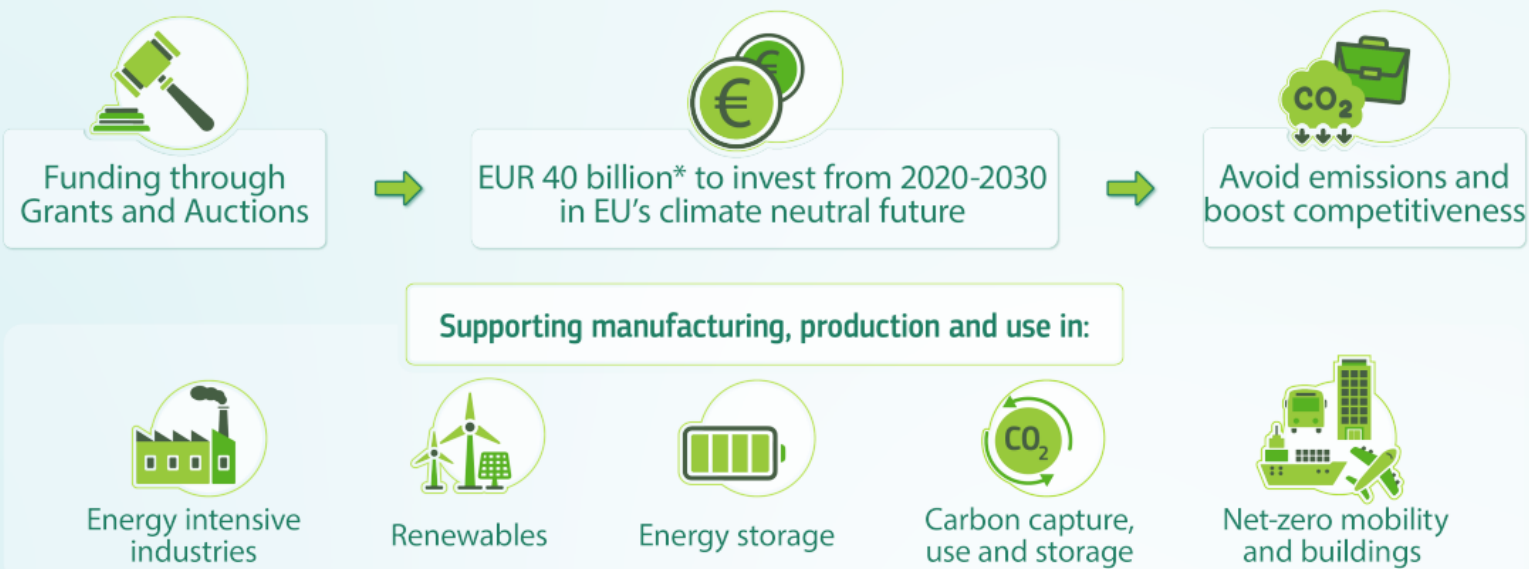 Funding through
Grants and Auctions
€
€
EUR 40 billion* to invest from 2020-2030
in EU's climate neutral future
CO₂
Avoid emissions and
boost competitiveness
Supporting manufacturing, production and use in:
Energy intensive
industries
Renewables
Energy storage
CO₂
Carbon capture,
use and storage
Net-zero mobility
and buildings